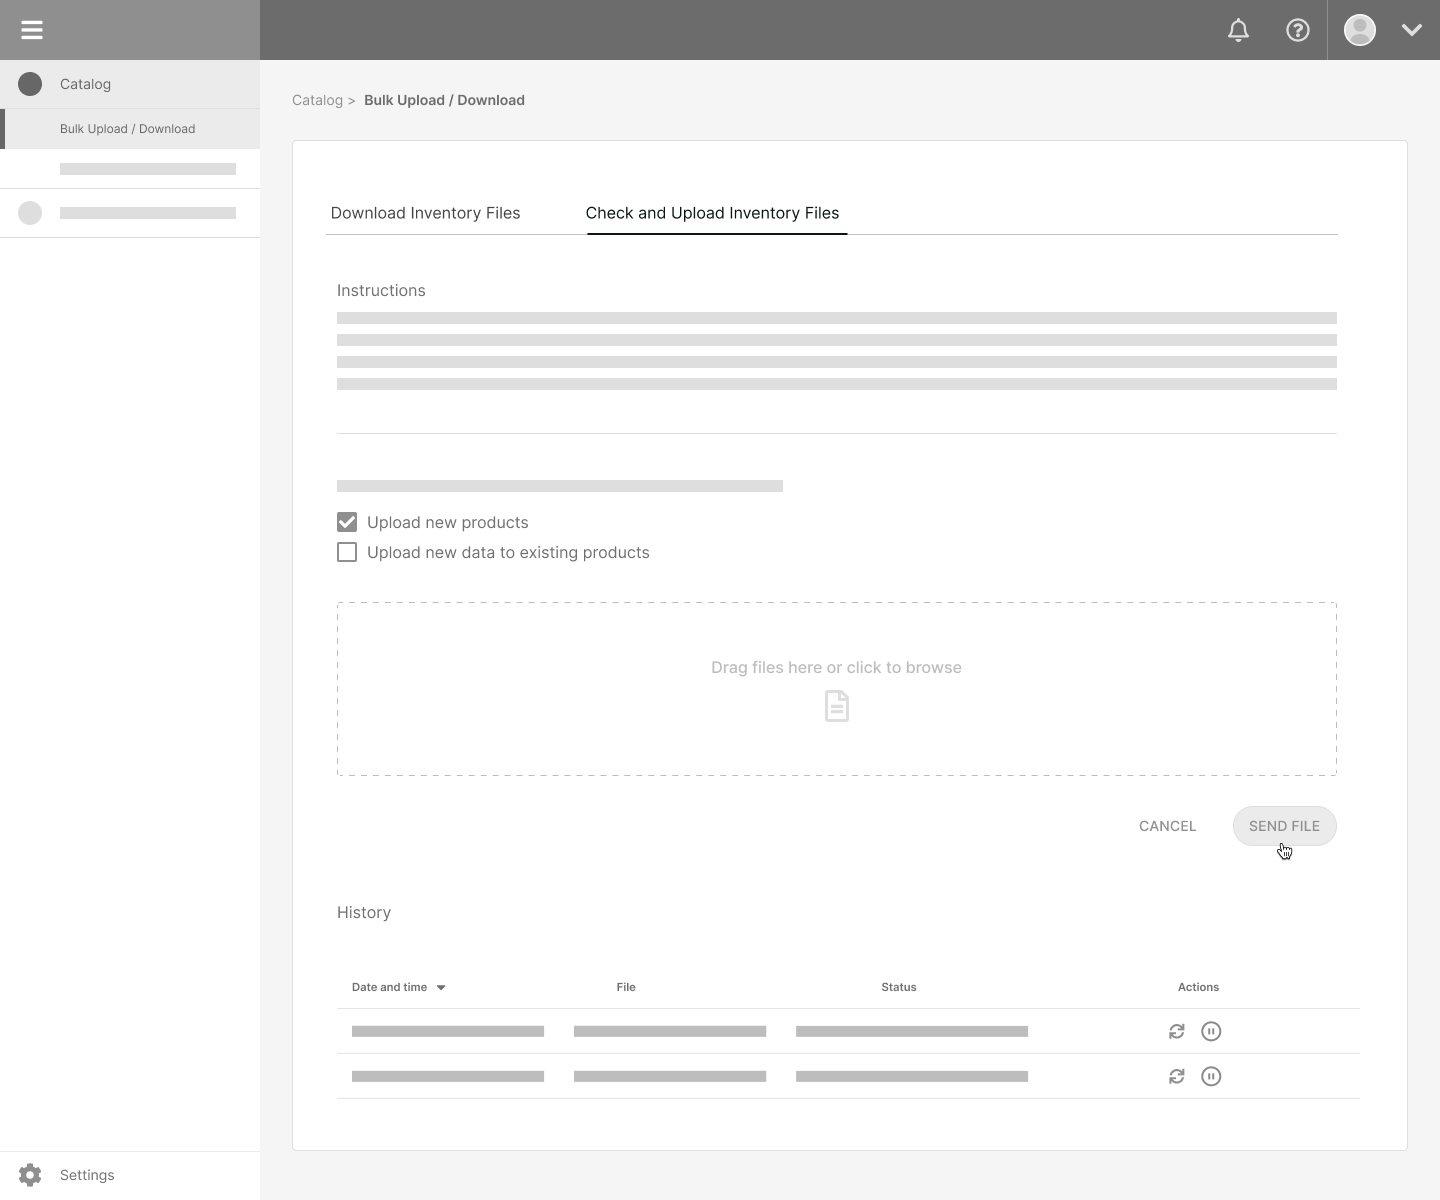 Catalog
Bulk Upload / Download
Catalog > Bulk Upload / Download
Download Inventory Files
Check and Upload Inventory Files
Instructions
Upload new products
Upload new data to existing products
Drag files here or click to browse
CANCEL
SEND FILE
History
Date and time
File
Status
Actions
Settings